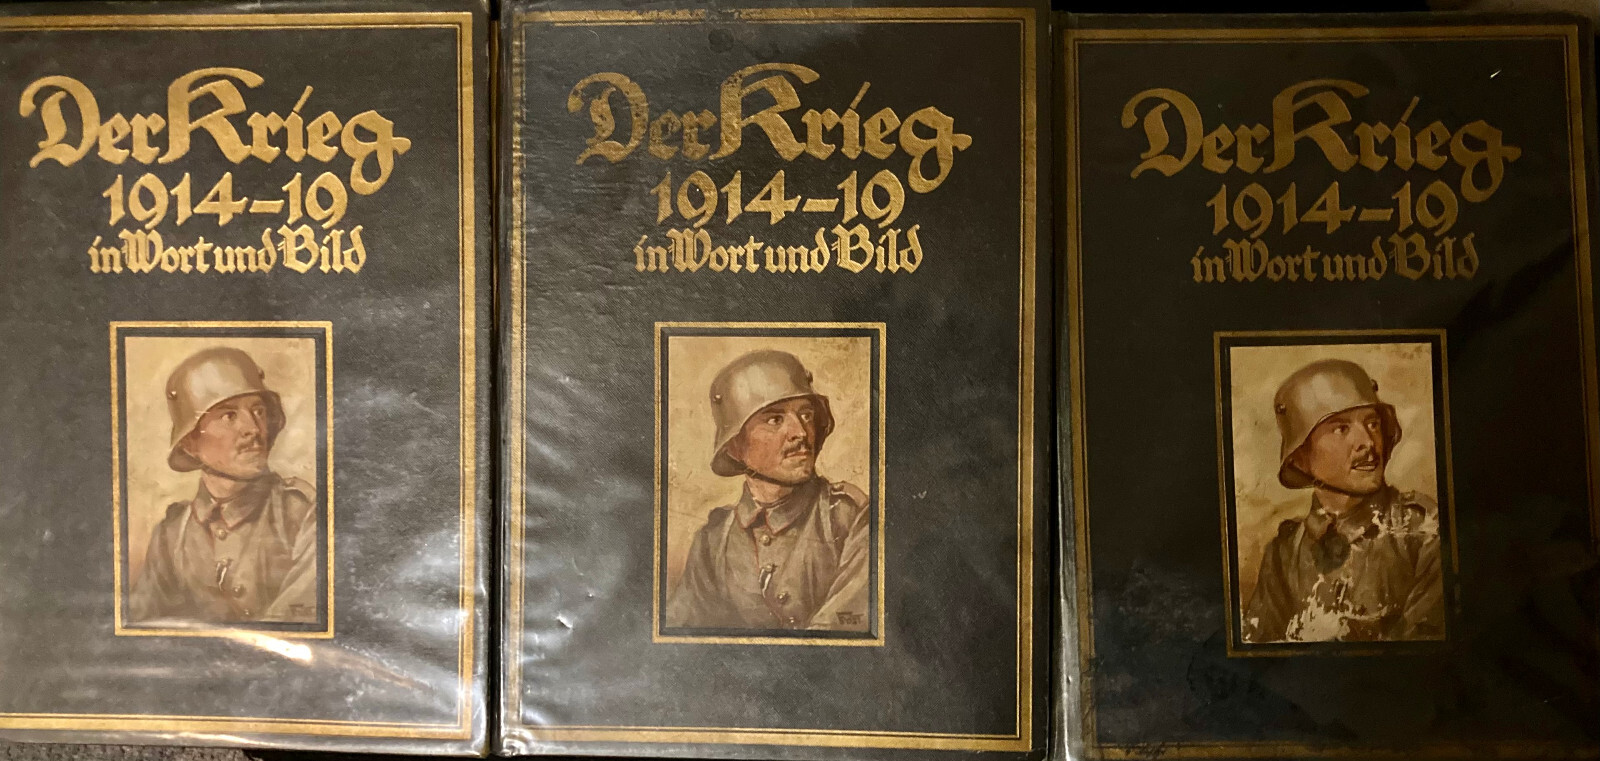 Der Krieg
1914-19
in Wort und Bild
Der Krieg
1914-19
in Wort und Bild
Der Krieg
1914-19
in Wort und Bild